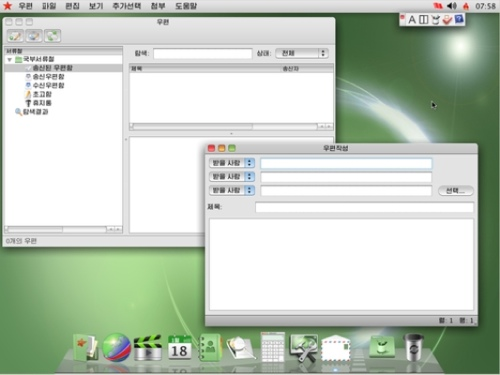 우편 파일 편집 보기 추가선택 첨부 도움말
07:58
우편
탐색:
상태: 전체
서류철
제목
송신자
국부서류철
송신된 우편함
송신우편함
수신우편함
초고함
휴지통
탐색결과
0개의 우편
우편작성
받을 사람
받을 사람
받을 사람
선택...
제목:
렬: 1 행: 1
18